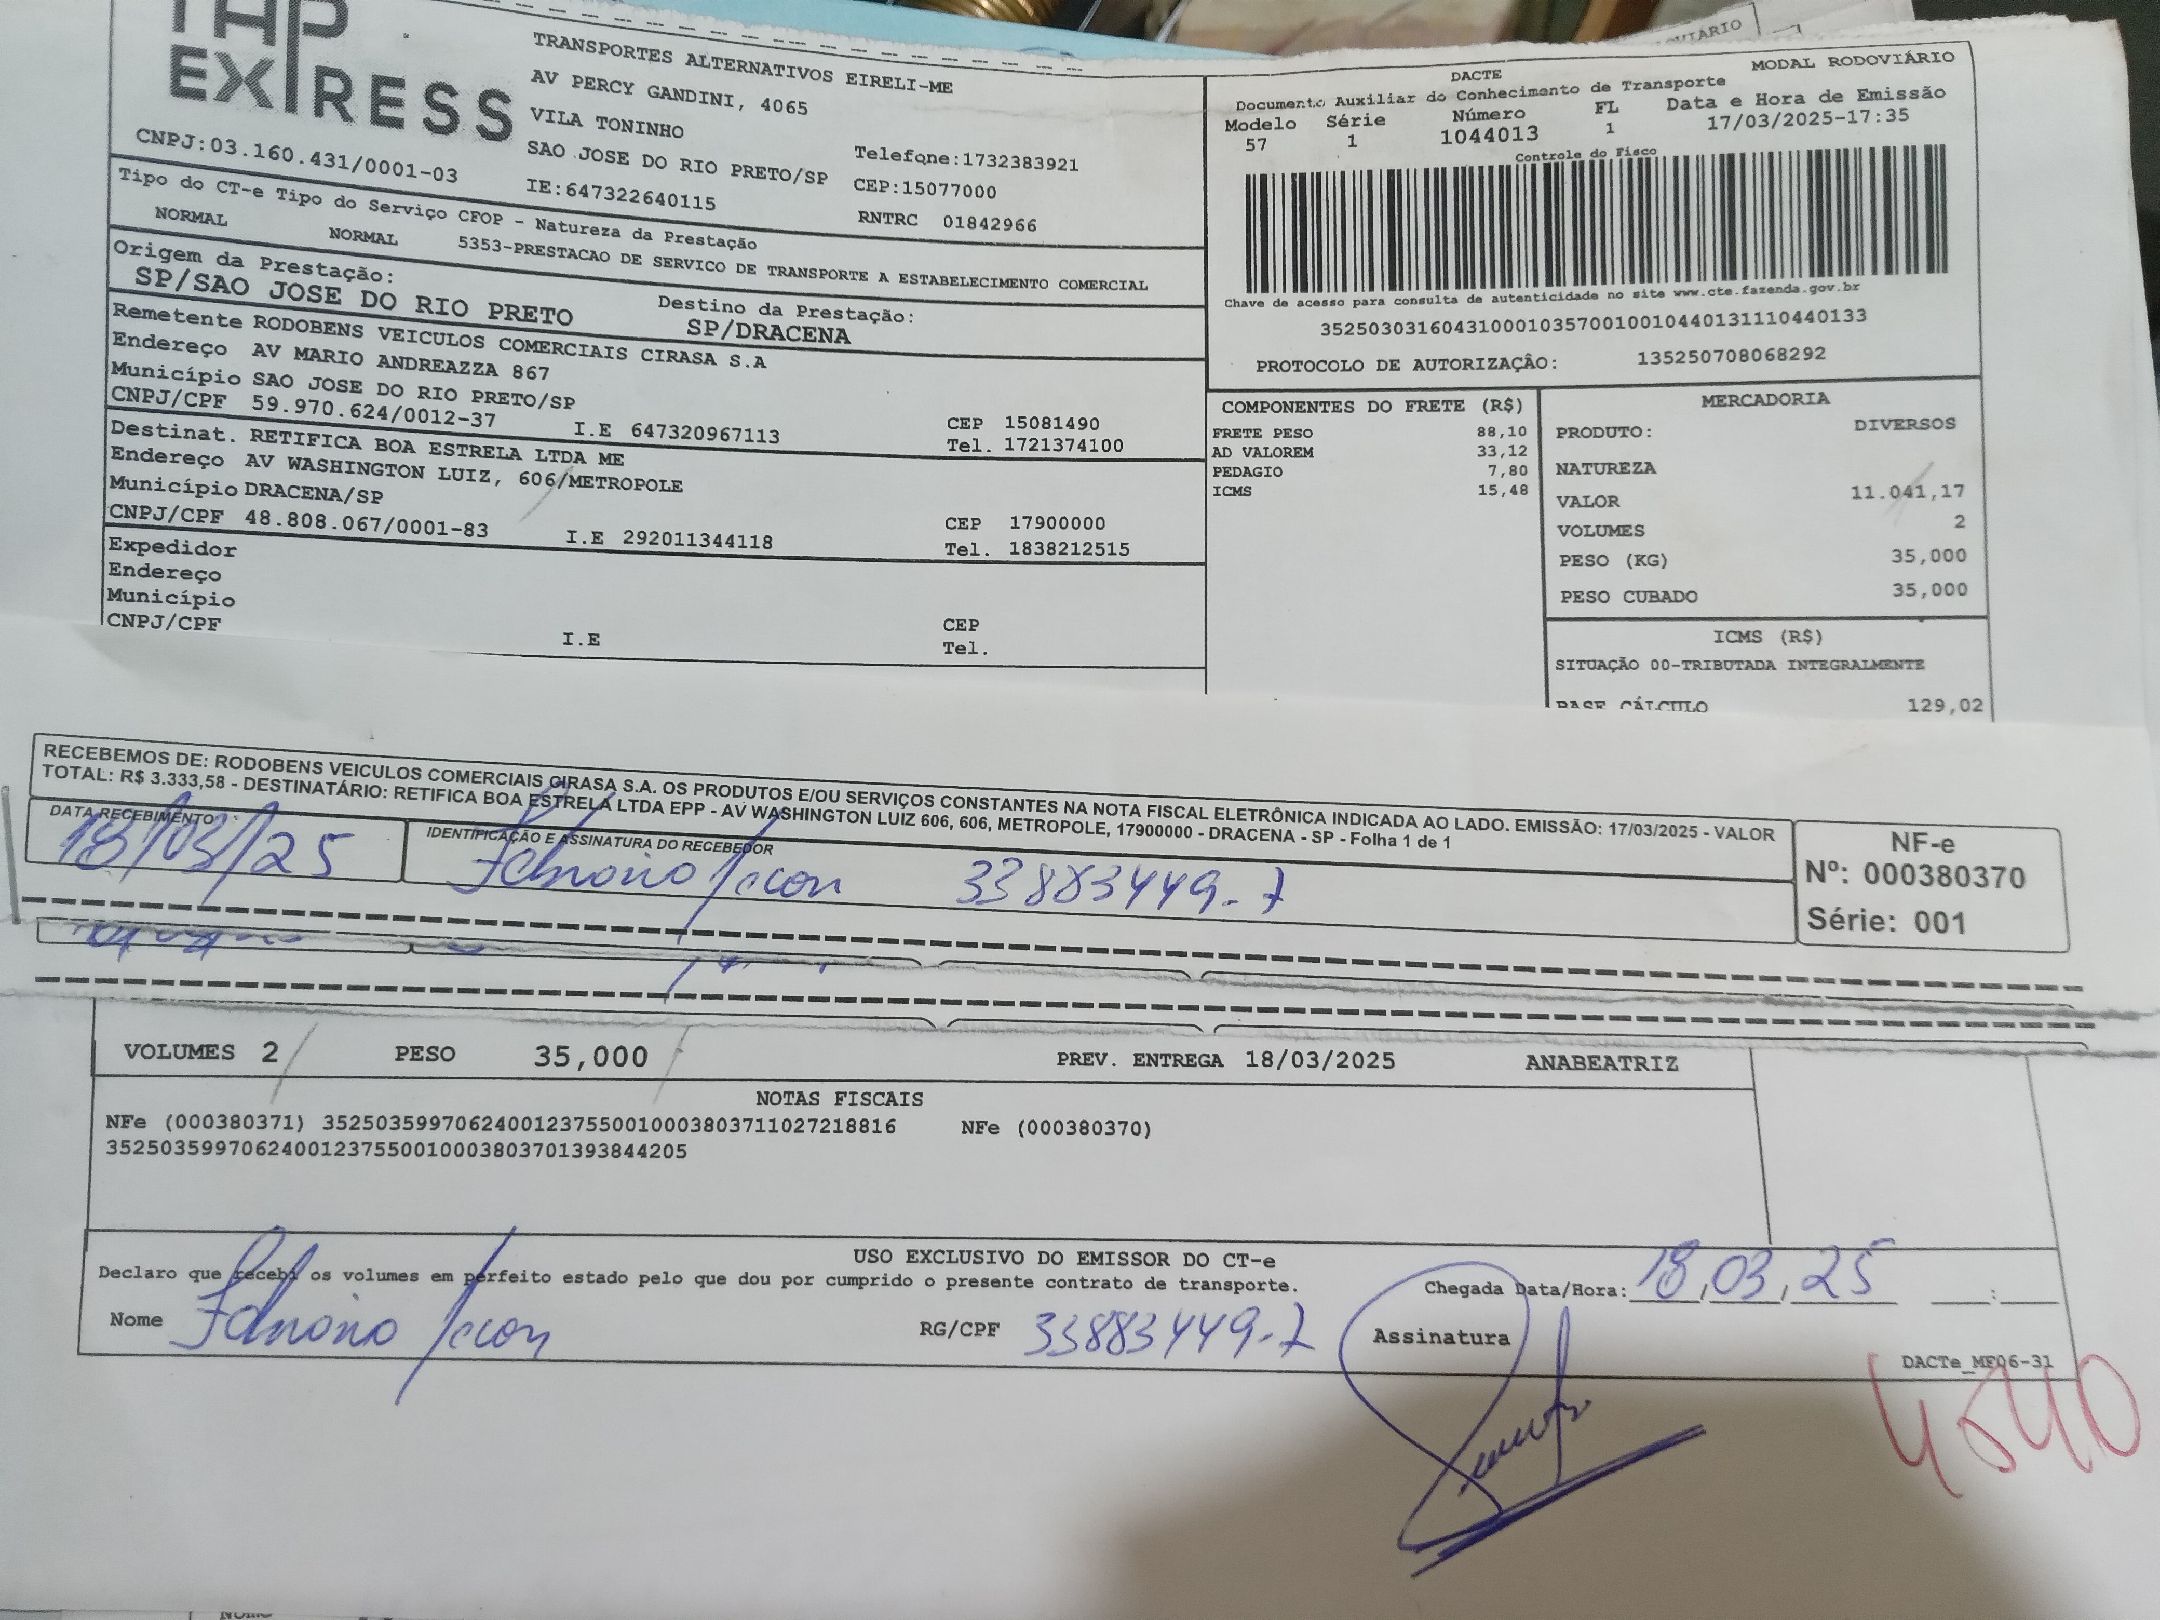 TAP
EXPRESS
CNPJ:03.160.431/0001-03
TRANSPORTES ALTERNATIVOS EIRELI-ME
AV PERCY GANDINI, 4065
VILA TONINHO
SAO JOSE DO RIO PRETO/SP
IE:647322640115
Telefone:1732383921
CEP:15077000
RNTRC 01842966
Tipo do CT-e Tipo do Serviço CFOP - Natureza da Prestação
NORMAL NORMAL 5353-PRESTACAO DE SERVICO DE TRANSPORTE A ESTABELECIMENTO COMERCIAL
Origem da Prestação: Destino da Prestação:
SP/SAO JOSE DO RIO PRETO SP/DRACENA
Remetente RODOBENS VEICULOS COMERCIAIS CIRASA S.A
Endereço AV MARIO ANDREAZZA 867
Município SAO JOSE DO RIO PRETO/SP CEP 15081490
CNPJ/CPF 59.970.624/0012-37 I.E 647320967113 Tel. 1721374100
Destinat. RETIFICA BOA ESTRELA LTDA ME
Endereço AV WASHINGTON LUIZ, 606/METROPOLE
Município DRACENA/SP CEP 17900000
CNPJ/CPF 48.808.067/0001-83 I.E 292011344118 Tel. 1838212515
Expedidor
Endereço
Município CEP
CNPJ/CPF I.E Tel.
DACTE MODAL RODOVIÁRIO
Documento Auxiliar do Conhecimento de Transporte
Modelo Série Número FL Data e Hora de Emissão
57 1 1044013 1 17/03/2025-17:35
Controle do Fisco
Chave de acesso para consulta de autenticidade no site www.cte.fazenda.gov.br
35250303160431000103570010010440131110440133
PROTOCOLO DE AUTORIZAÇÂO: 135250708068292
COMPONENTES DO FRETE (R$)
FRETE PESO 88,10
AD VALOREM 33,12
PEDAGIO 7,80
ICMS 15,48
MERCADORIA
PRODUTO: DIVERSOS
NATUREZA
VALOR 11.041,17
VOLUMES 2
PESO (KG) 35,000
PESO CUBADO 35,000
ICMS (R$)
SITUAÇÃO 00-TRIBUTADA INTEGRALMENTE
BASE CÁLCULO 129,02
RECEBEMOS DE: RODOBENS VEICULOS COMERCIAIS CIRASA S.A. OS PRODUTOS E/OU SERVIÇOS CONSTANTES NA NOTA FISCAL ELETRÔNICA INDICADA AO LADO. EMISSÃO: 17/03/2025 - VALOR
TOTAL: R$ 3.333,58 - DESTINATÁRIO: RETIFICA BOA ESTRELA LTDA EPP - AV WASHINGTON LUIZ 606, 606, METROPOLE, 17900000 - DRACENA - SP - Folha 1 de 1
DATA RECEBIMENTO IDENTIFICAÇÃO E ASSINATURA DO RECEBEDOR
18/03/25 33883449-7
NF-e
Nº: 000380370
Série: 001
VOLUMES 2 PESO 35,000 PREV. ENTREGA 18/03/2025 ANABEATRIZ
NOTAS FISCAIS
NFe (000380371) 35250359970624001237550010003803711027218816 NFe (000380370)
35250359970624001237550010003803701393844205
USO EXCLUSIVO DO EMISSOR DO CT-e
Declaro que recebi os volumes em perfeito estado pelo que dou por cumprido o presente contrato de transporte. Chegada Data/Hora: 18,03,25
Nome RG/CPF 33883449-7 Assinatura
DACTe_MF06-31
4540